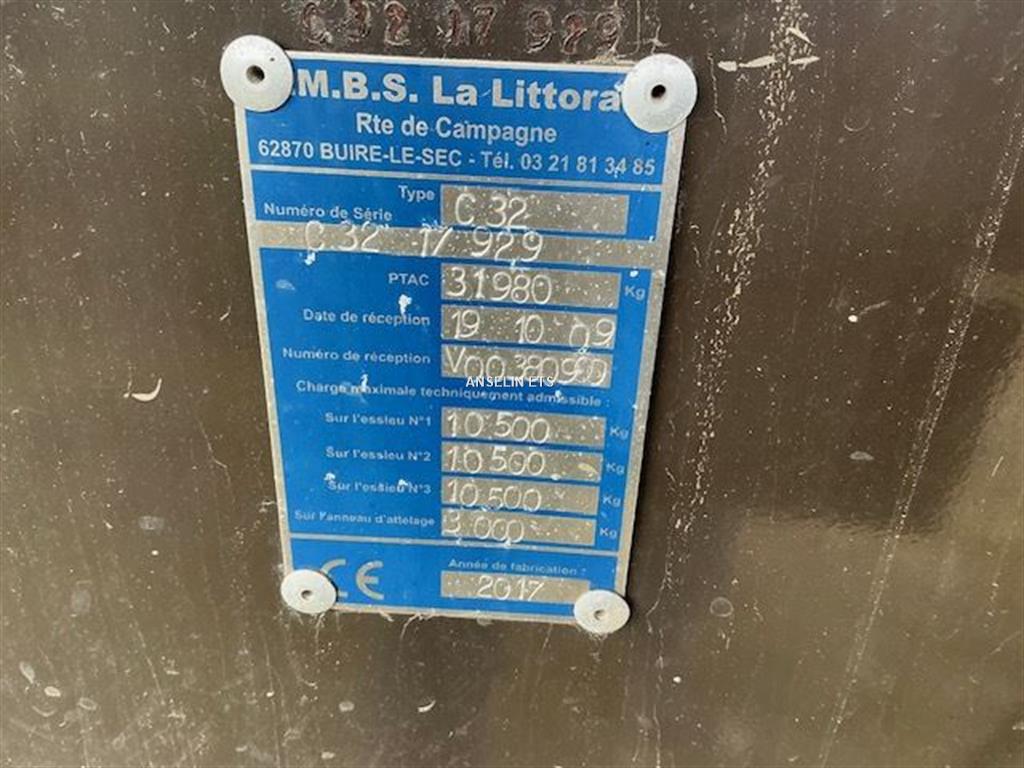 C32 17 929
.M.B.S. La Littora
Rte de Campagne
62870 BUIRE-LE-SEC - Tél. 03 21 81 34 85
Type C 32
Numéro de Série
C 32 17 929
PTAC 31980 Kg
Date de réception 19 10 09
Numéro de réception
ANSELIN ETS
Charge maximale techniquement admissible :
Sur l'essieu N°1 10 500 Kg
Sur l'essieu N°2 10 500 Kg
Sur l'essieu N°3 10 500 Kg
Sur l'anneau d'attelage 3 000 Kg
CE
Année de fabrication :
2017